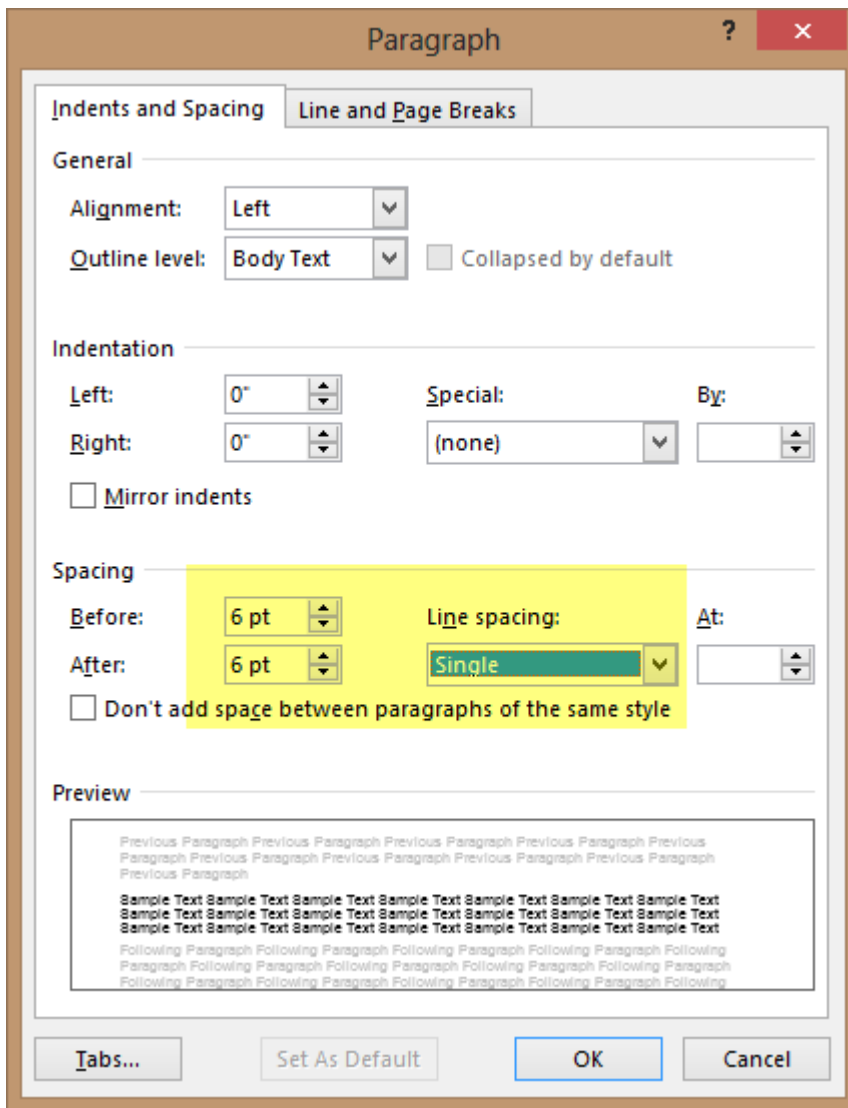 Paragraph ?
Indents and Spacing Line and Page Breaks
General
Alignment: Left
Outline level: Body Text Collapsed by default
Indentation
Left: 0" Special: By:
Right: 0" (none)
Mirror indents
Spacing
Before: 6 pt Line spacing: At:
After: 6 pt Single
Don't add space between paragraphs of the same style
Preview
Previous Paragraph Previous Paragraph Previous Paragraph Previous Paragraph Previous
Paragraph Previous Paragraph Previous Paragraph Previous Paragraph Previous Paragraph
Previous Paragraph
Sample Text Sample Text Sample Text Sample Text Sample Text Sample Text Sample Text
Sample Text Sample Text Sample Text Sample Text Sample Text Sample Text Sample Text
Sample Text Sample Text Sample Text Sample Text Sample Text Sample Text Sample Text
Following Paragraph Following Paragraph Following Paragraph Following Paragraph Following
Paragraph Following Paragraph Following Paragraph Following Paragraph Following Paragraph
Following Paragraph Following Paragraph Following Paragraph Following Paragraph Following
Tabs... Set As Default OK Cancel